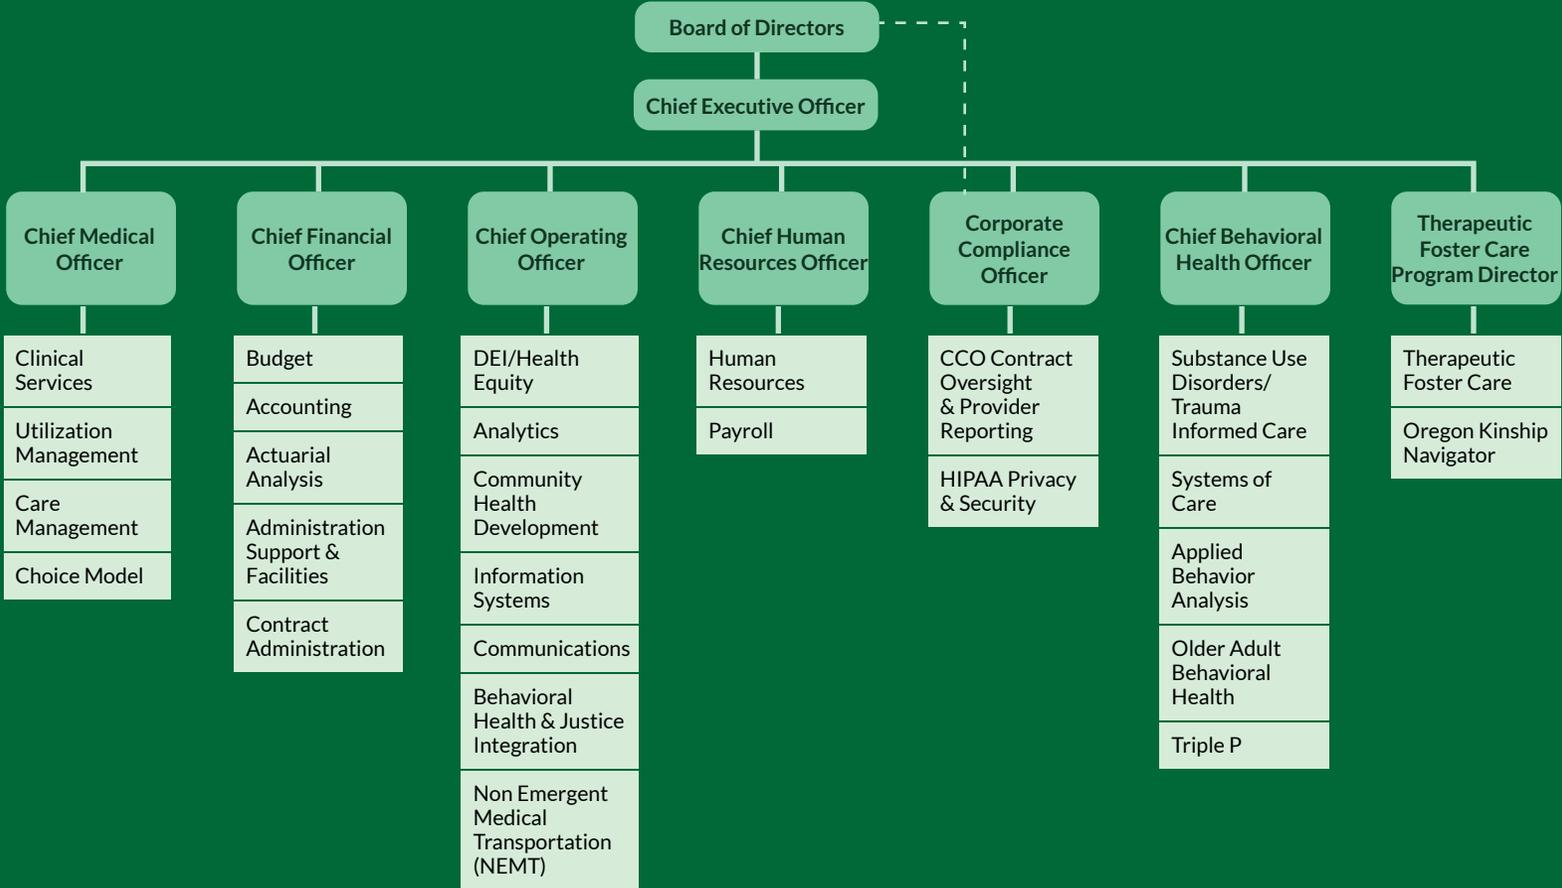 Board of Directors
Chief Executive Officer
Chief Medical
Officer
Clinical
Services
Utilization
Management
Care
Management
Choice Model
Chief Financial
Officer
Budget
Accounting
Actuarial
Analysis
Administration
Support &
Facilities
Contract
Administration
Chief Operating
Officer
DEI/Health
Equity
Analytics
Community
Health
Development
Information
Systems
Communications
Behavioral
Health & Justice
Integration
Non Emergent
Medical
Transportation
(NEMT)
Chief Human
Resources Officer
Human
Resources
Payroll
Corporate
Compliance
Officer
CCO Contract
Oversight
& Provider
Reporting
HIPAA Privacy
& Security
Chief Behavioral
Health Officer
Substance Use
Disorders/
Trauma
Informed Care
Systems of
Care
Applied
Behavior
Analysis
Older Adult
Behavioral
Health
Triple P
Therapeutic
Foster Care
Program Director
Therapeutic
Foster Care
Oregon Kinship
Navigator